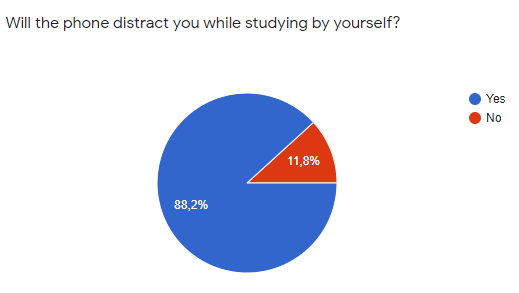 Will the phone distract you while studying by yourself?
Yes
No
11,8%
88,2%